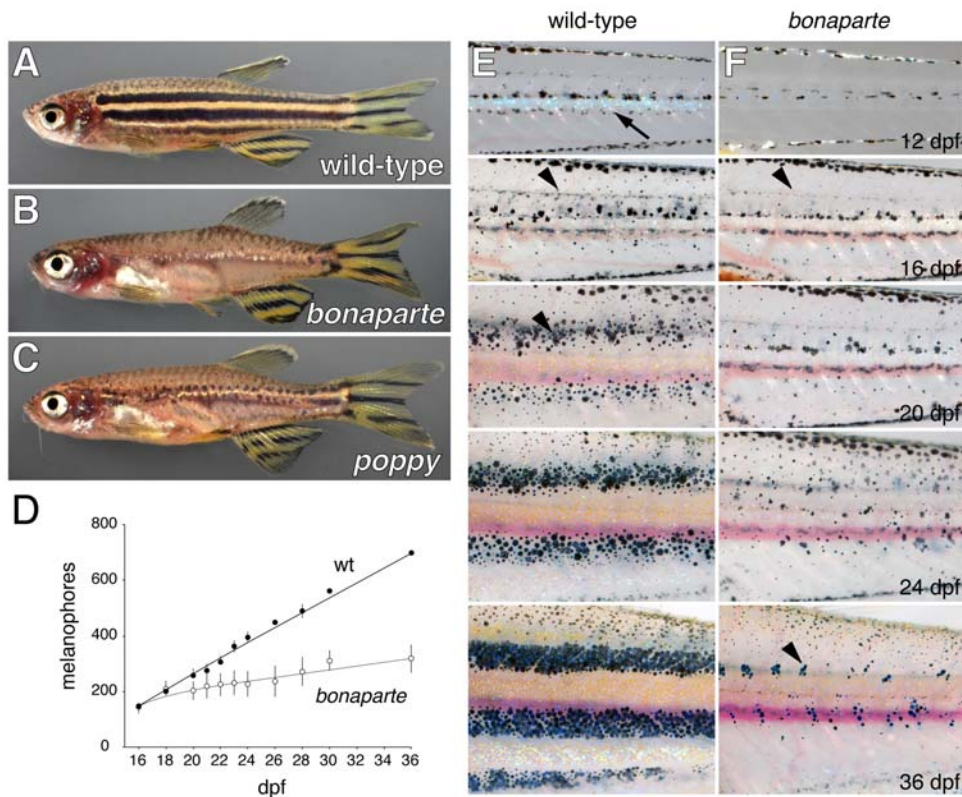 wild-type
bonaparte
A
wild-type
B
bonaparte
C
poppy
D
800
600
400
200
0
melanophores
wt
bonaparte
16 18 20 22 24 26 28 30 32 34 36
dpf
E
F
12 dpf
16 dpf
20 dpf
24 dpf
36 dpf